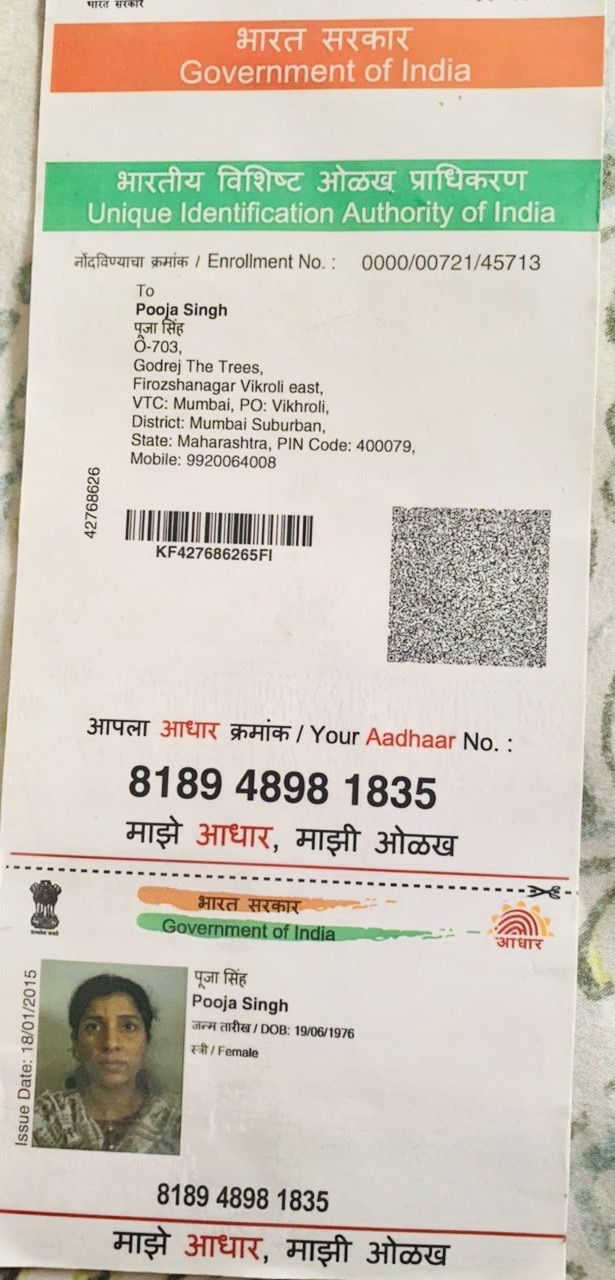 भारत सरकार
भारत सरकार
Government of India
भारतीय विशिष्ट ओळख प्राधिकरण
Unique Identification Authority of India
नोंदविण्याचा क्रमांक / Enrollment No. : 0000/00721/45713
To
Pooja Singh
पूजा सिंह
O-703,
Godrej The Trees,
Firozshanagar Vikroli east,
VTC: Mumbai, PO: Vikhroli,
District: Mumbai Suburban,
State: Maharashtra, PIN Code: 400079,
Mobile: 9920064008
42768626
KF427686265FI
आपला आधार क्रमांक / Your Aadhaar No. :
8189 4898 1835
माझे आधार, माझी ओळख
भारत सरकार
Government of India
आधार
Issue Date: 18/01/2015
पूजा सिंह
Pooja Singh
जन्म तारीख / DOB: 19/06/1976
स्त्री / Female
8189 4898 1835
माझे आधार, माझी ओळख